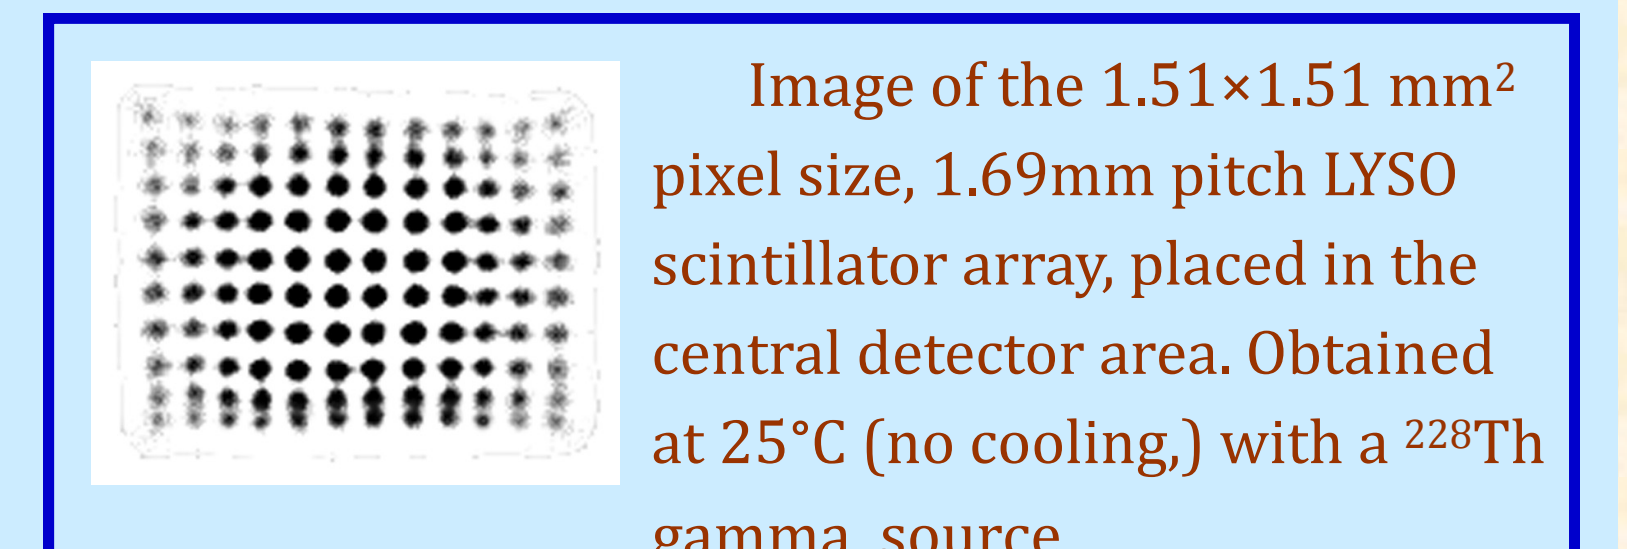 Image of the 1.51×1.51 mm²
pixel size, 1.69mm pitch LYSO
scintillator array, placed in the
central detector area. Obtained
at 25°C (no cooling,) with a ²²⁸Th
gamma source